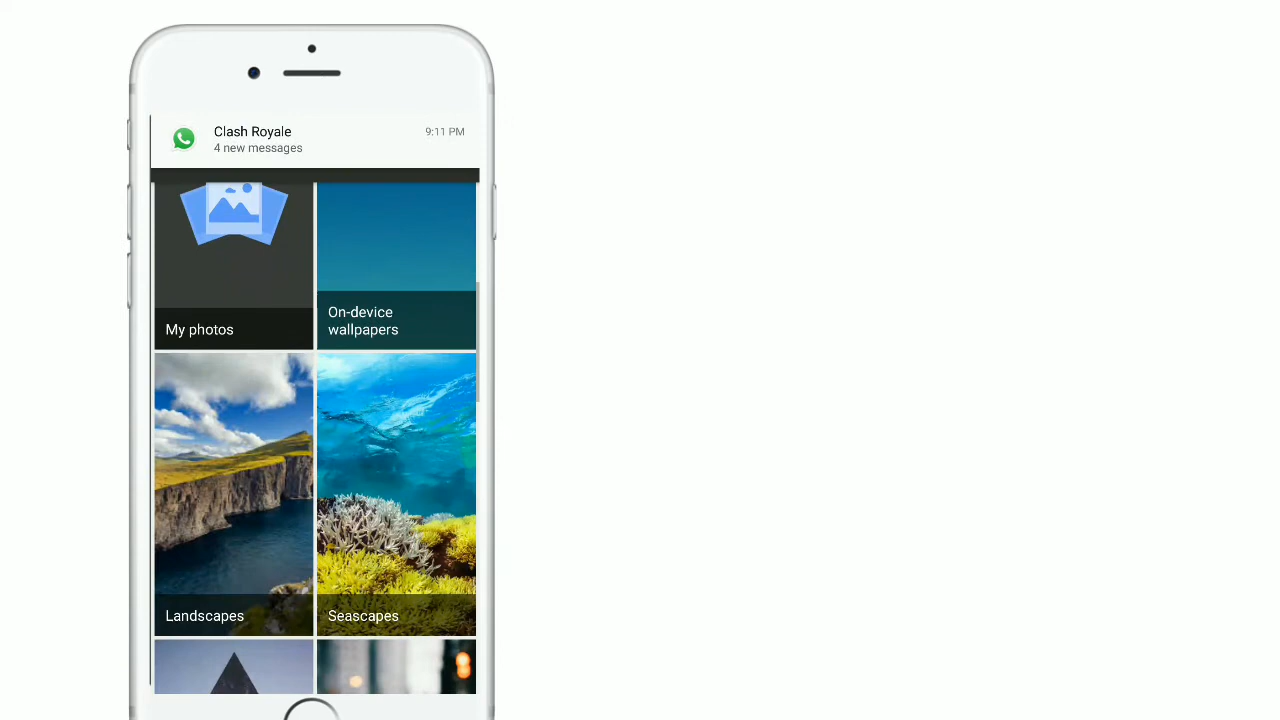 Clash Royale
9:11 PM
4 new messages
My photos
On-device
wallpapers
Landscapes
Seascapes